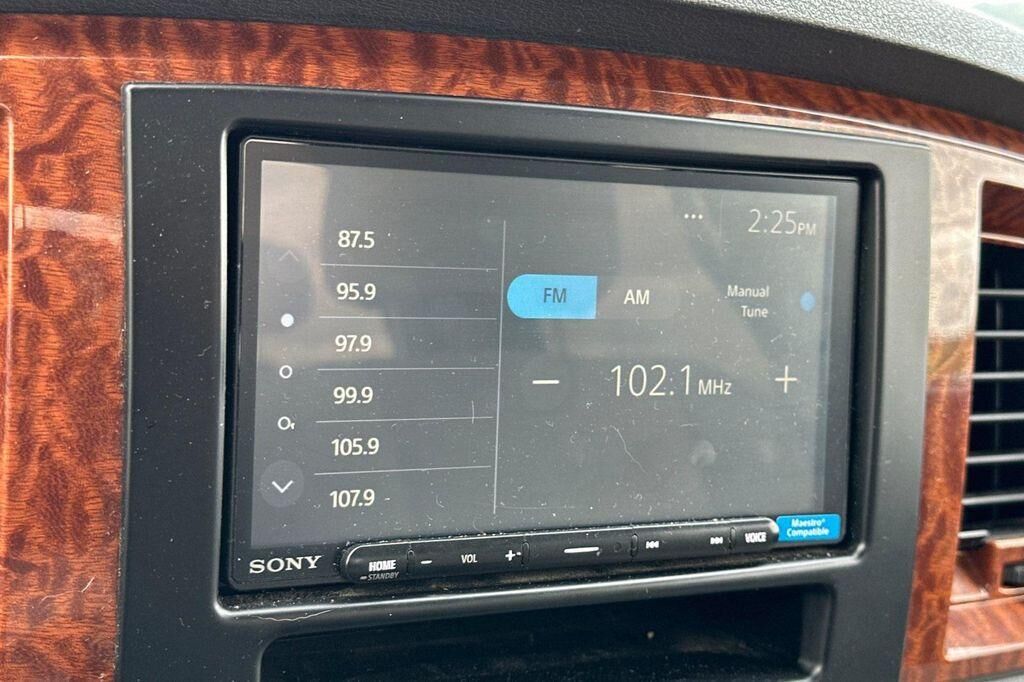 87.5
95.9
97.9
99.9
105.9
107.9
2:25PM
FM
AM
Manual
Tune
102.1 MHz
SONY
HOME
STANDBY
VOL
VOICE
Maestro®
Compatible